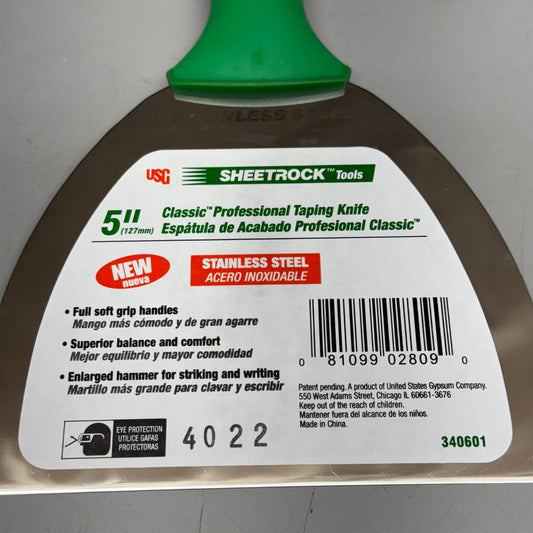 STAINLESS STEEL
USG SHEETROCK™ Tools
5" (127mm) Classic™ Professional Taping Knife
Espátula de Acabado Profesional Classic™
NEW
nueva
STAINLESS STEEL
ACERO INOXIDABLE
• Full soft grip handles
Mango más cómodo y de gran agarre
• Superior balance and comfort
Mejor equilibrio y mayor comodidad
• Enlarged hammer for striking and writing
Martillo más grande para clavar y escribir
0 81099 02809 0
Patent pending. A product of United States Gypsum Company.
550 West Adams Street, Chicago IL 60661-3676
Keep out of the reach of children.
Mantener fuera del alcance de los niños.
Made in China.
EYE PROTECTION
UTILICE GAFAS
PROTECTORAS
4022
340601